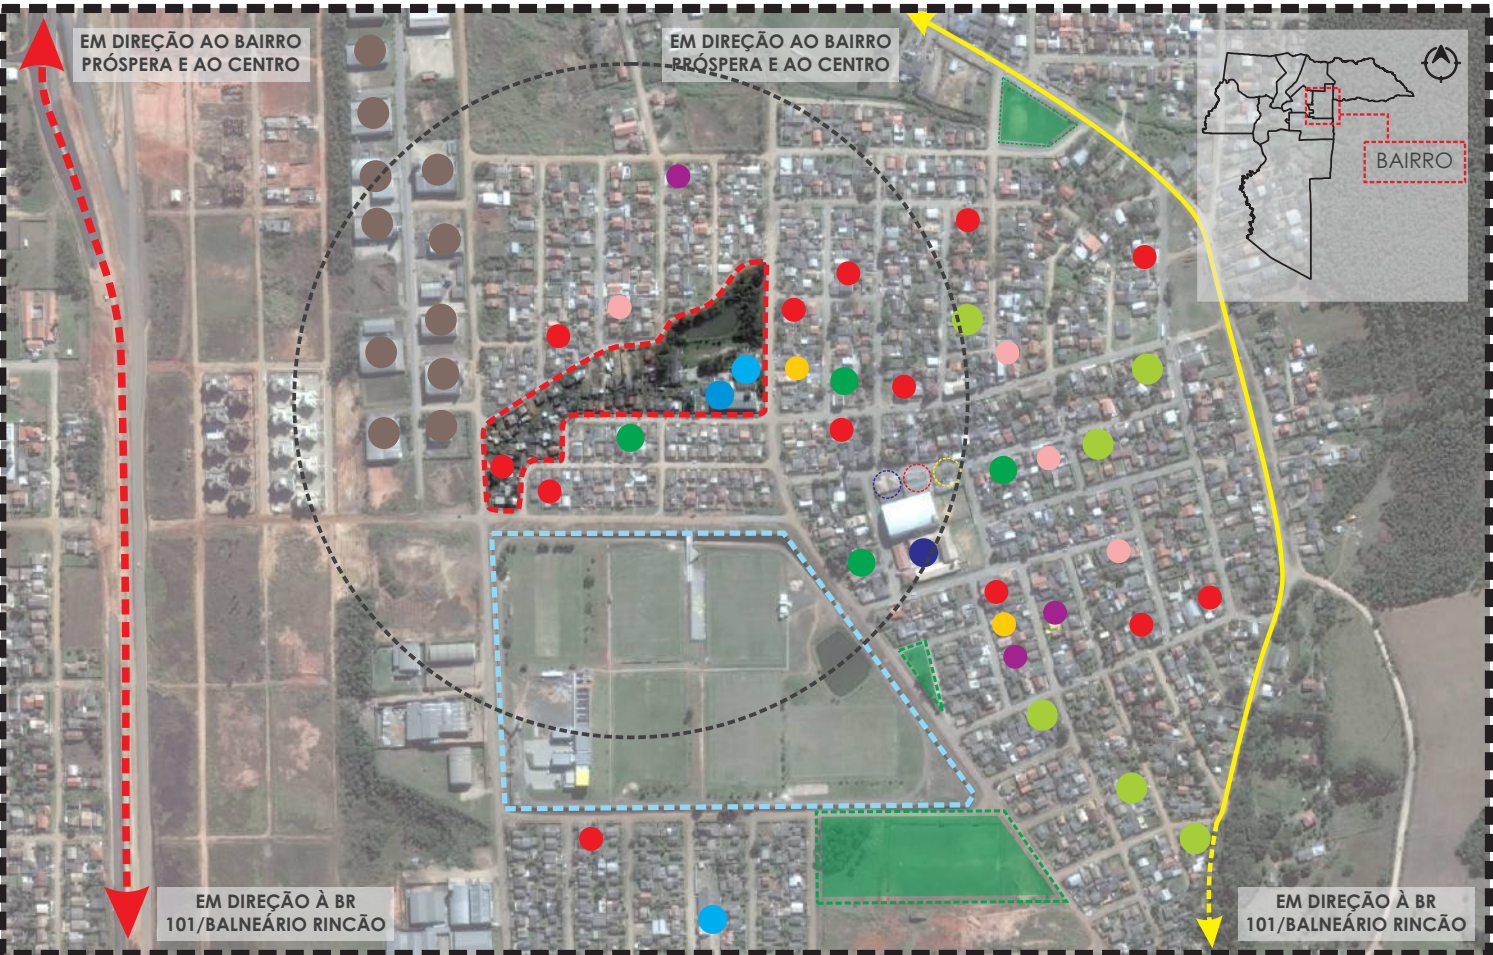 EM DIREÇÃO AO BAIRRO
PRÓSPERA E AO CENTRO
EM DIREÇÃO AO BAIRRO
PRÓSPERA E AO CENTRO
BAIRRO
EM DIREÇÃO À BR
101/BALNEÁRIO RINCÃO
EM DIREÇÃO À BR
101/BALNEÁRIO RINCÃO